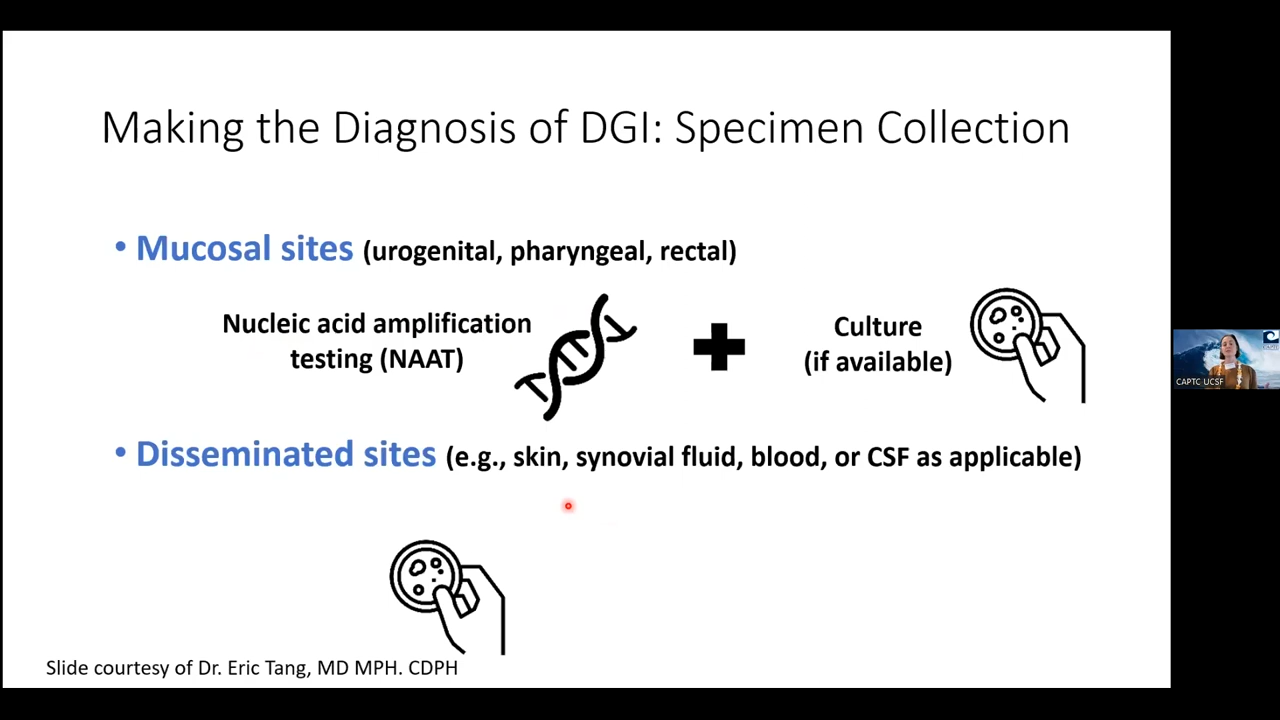 Making the Diagnosis of DGI: Specimen Collection
• Mucosal sites (urogenital, pharyngeal, rectal)
Nucleic acid amplification
testing (NAAT)
Culture
(if available)
• Disseminated sites (e.g., skin, synovial fluid, blood, or CSF as applicable)
Slide courtesy of Dr. Eric Tang, MD MPH. CDPH
CAPTC UCSF